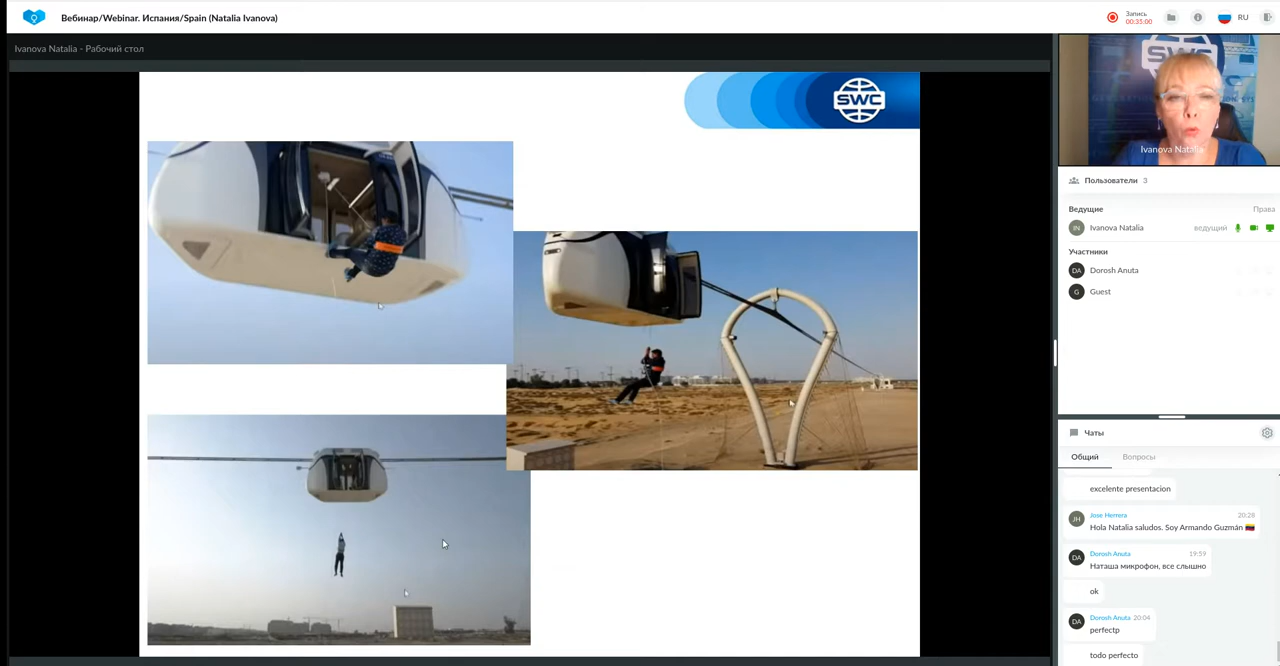 Вебинар/Webinar. Испания/Spain (Natalia Ivanova)
Запись
00:35:00
RU
Ivanova Natalia - Рабочий стол
SWC
SWC
Ivanova Natalia
Пользователи 3
Ведущие Права
IN Ivanova Natalia ведущий
Участники
DA Dorosh Anuta
G Guest
Чаты
Общий Вопросы
excelente presentacion
JH Jose Herrera 20:28
Hola Natalia saludos. Soy Armando Guzmán 🇻🇪
DA Dorosh Anuta 19:59
Наташа микрофон, все слышно
ok
DA Dorosh Anuta 20:04
perfectp
todo perfecto